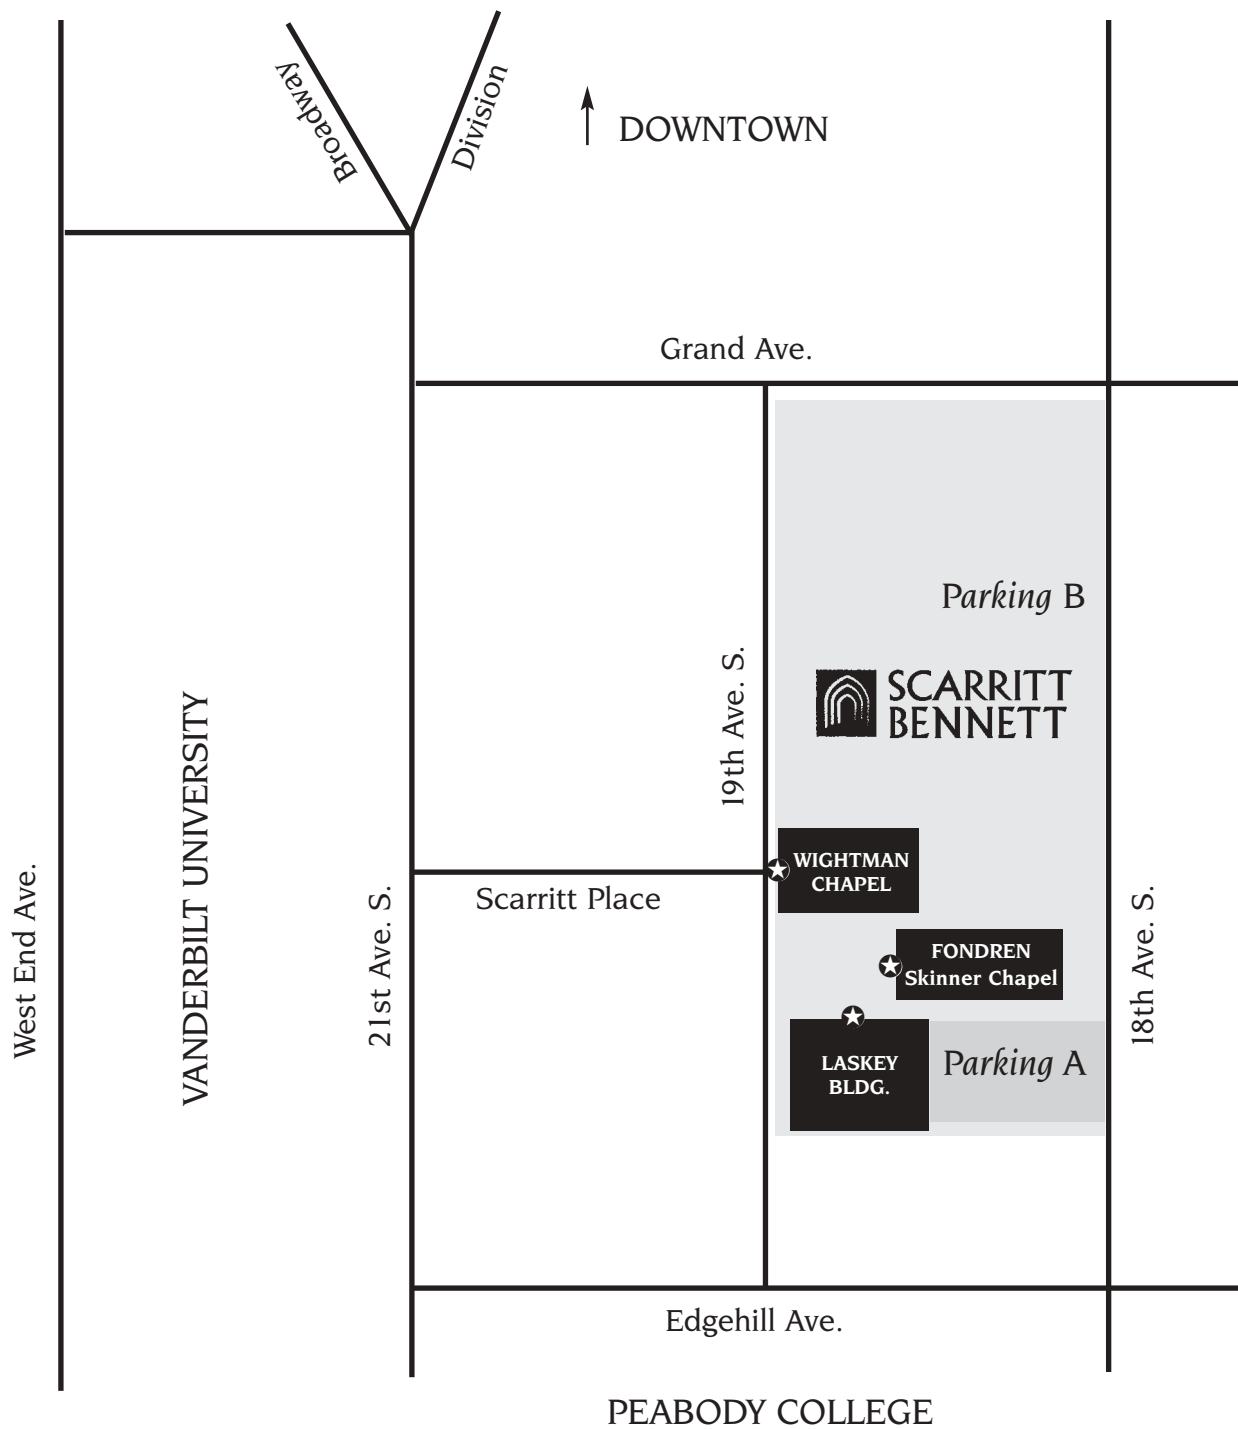 Broadway
Division
DOWNTOWN
Grand Ave.
Parking B
SCARRITT
BENNETT
19th Ave. S.
VANDERBILT UNIVERSITY
West End Ave.
21st Ave. S.
Scarritt Place
WIGHTMAN
CHAPEL
FONDREN
Skinner Chapel
18th Ave. S.
LASKEY
BLDG.
Parking A
Edgehill Ave.
PEABODY COLLEGE